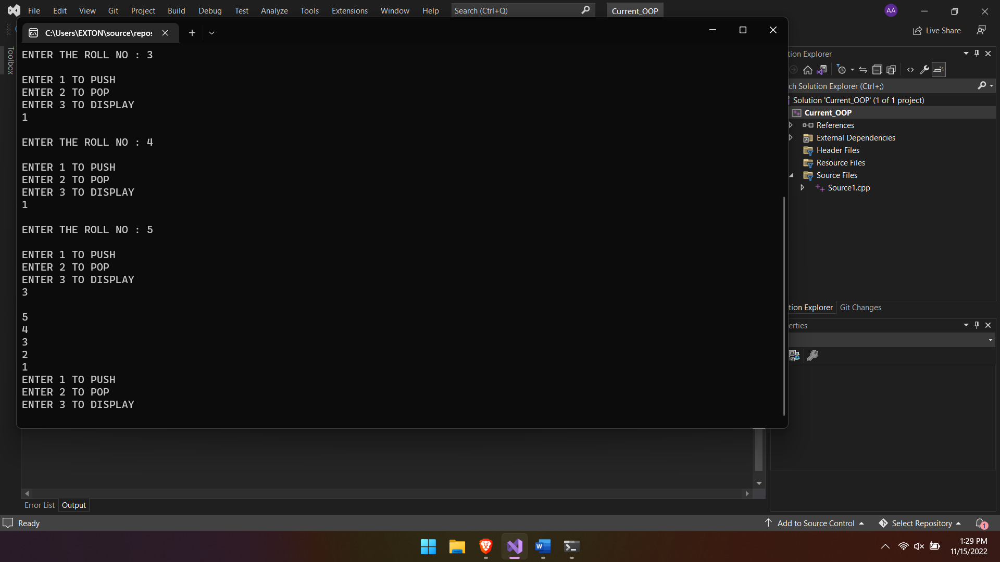 File Edit View Git Project Build Debug Test Analyze Tools Extensions Window Help Search (Ctrl+Q) Current_OOP AA
C:\Users\EXTON\source\repos
Live Share
Toolbox
ENTER THE ROLL NO : 3
ENTER 1 TO PUSH
ENTER 2 TO POP
ENTER 3 TO DISPLAY
1
ENTER THE ROLL NO : 4
ENTER 1 TO PUSH
ENTER 2 TO POP
ENTER 3 TO DISPLAY
1
ENTER THE ROLL NO : 5
ENTER 1 TO PUSH
ENTER 2 TO POP
ENTER 3 TO DISPLAY
3
5
4
3
2
1
ENTER 1 TO PUSH
ENTER 2 TO POP
ENTER 3 TO DISPLAY
tion Explorer
ch Solution Explorer (Ctrl+;)
Solution 'Current_OOP' (1 of 1 project)
Current_OOP
References
External Dependencies
Header Files
Resource Files
Source Files
Source1.cpp
tion Explorer Git Changes
erties
Error List Output
Ready Add to Source Control Select Repository 1
1:29 PM
11/15/2022